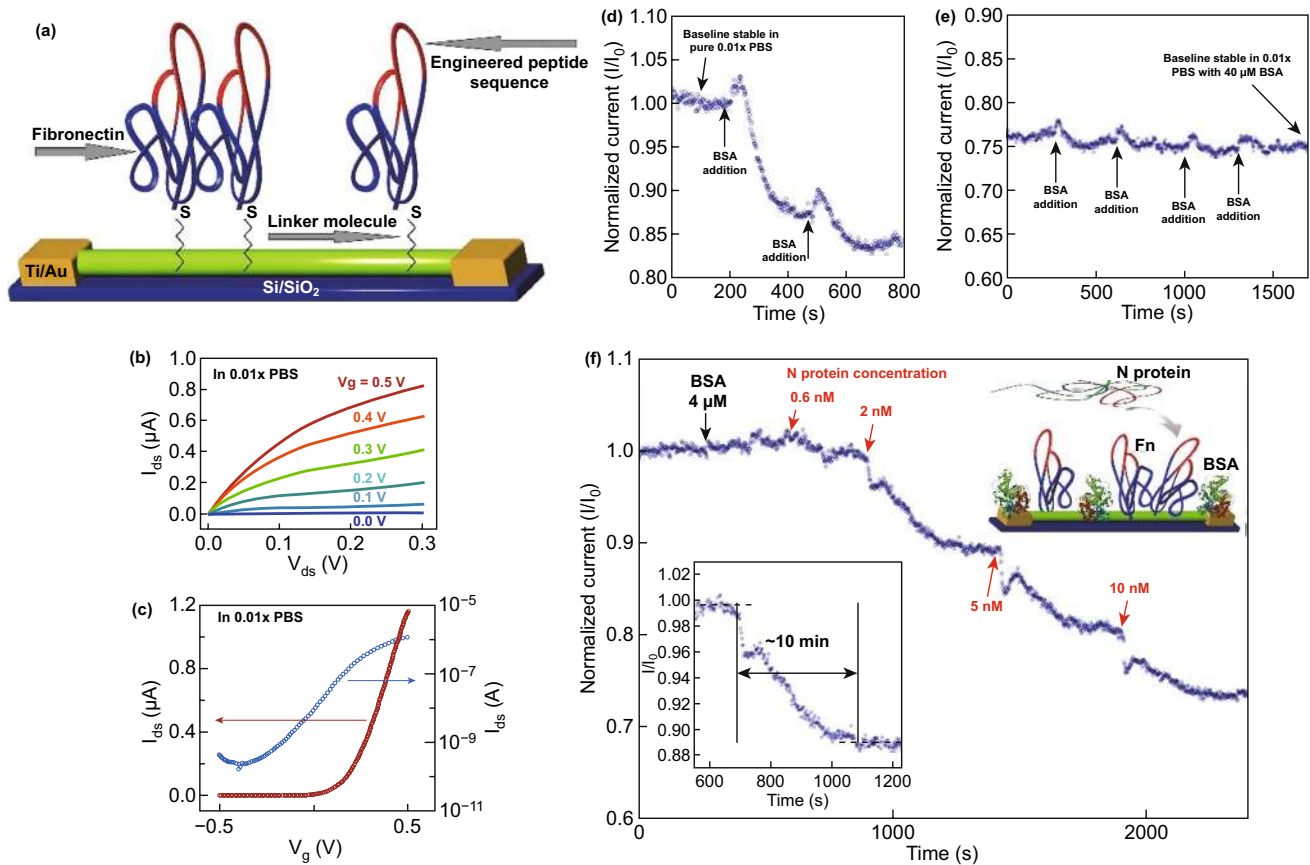 (a)
Engineered peptide
sequence
Fibronectin
S
S
S
Linker molecule
Ti/Au
Si/SiO₂
(b)
In 0.01x PBS
Vg = 0.5 V
0.4 V
0.3 V
0.2 V
0.1 V
0.0 V
1.0
0.8
0.6
0.4
0.2
0.0
I_ds (μA)
0.0
0.1
0.2
0.3
V_ds (V)
(c)
In 0.01x PBS
1.2
0.8
0.4
0.0
I_ds (μA)
10⁻⁵
10⁻⁷
10⁻⁹
10⁻¹¹
I_ds (A)
−0.5
0.5
V_g (V)
(d)
Baseline stable in
pure 0.01x PBS
BSA
addition
BSA
addition
1.10
1.05
1.00
0.95
0.90
0.85
0.80
Normalized current (I/I₀)
0
200
400
600
800
Time (s)
(e)
Baseline stable in 0.01x
PBS with 40 μM BSA
BSA
addition
BSA
addition
BSA
addition
BSA
addition
0.90
0.85
0.80
0.75
0.70
0.65
0.60
Normalized current (I/I₀)
0
500
1000
1500
Time (s)
(f)
BSA
4 μM
N protein concentration
0.6 nM
2 nM
5 nM
10 nM
N protein
Fn
BSA
1.1
1.0
0.9
0.8
0.7
0.6
Normalized current (I/I₀)
0
1000
2000
Time (s)
1.02
1.00
0.98
0.96
0.94
0.92
0.90
0.88
I/I₀
~10 min
600
800
1000
1200
Time (s)